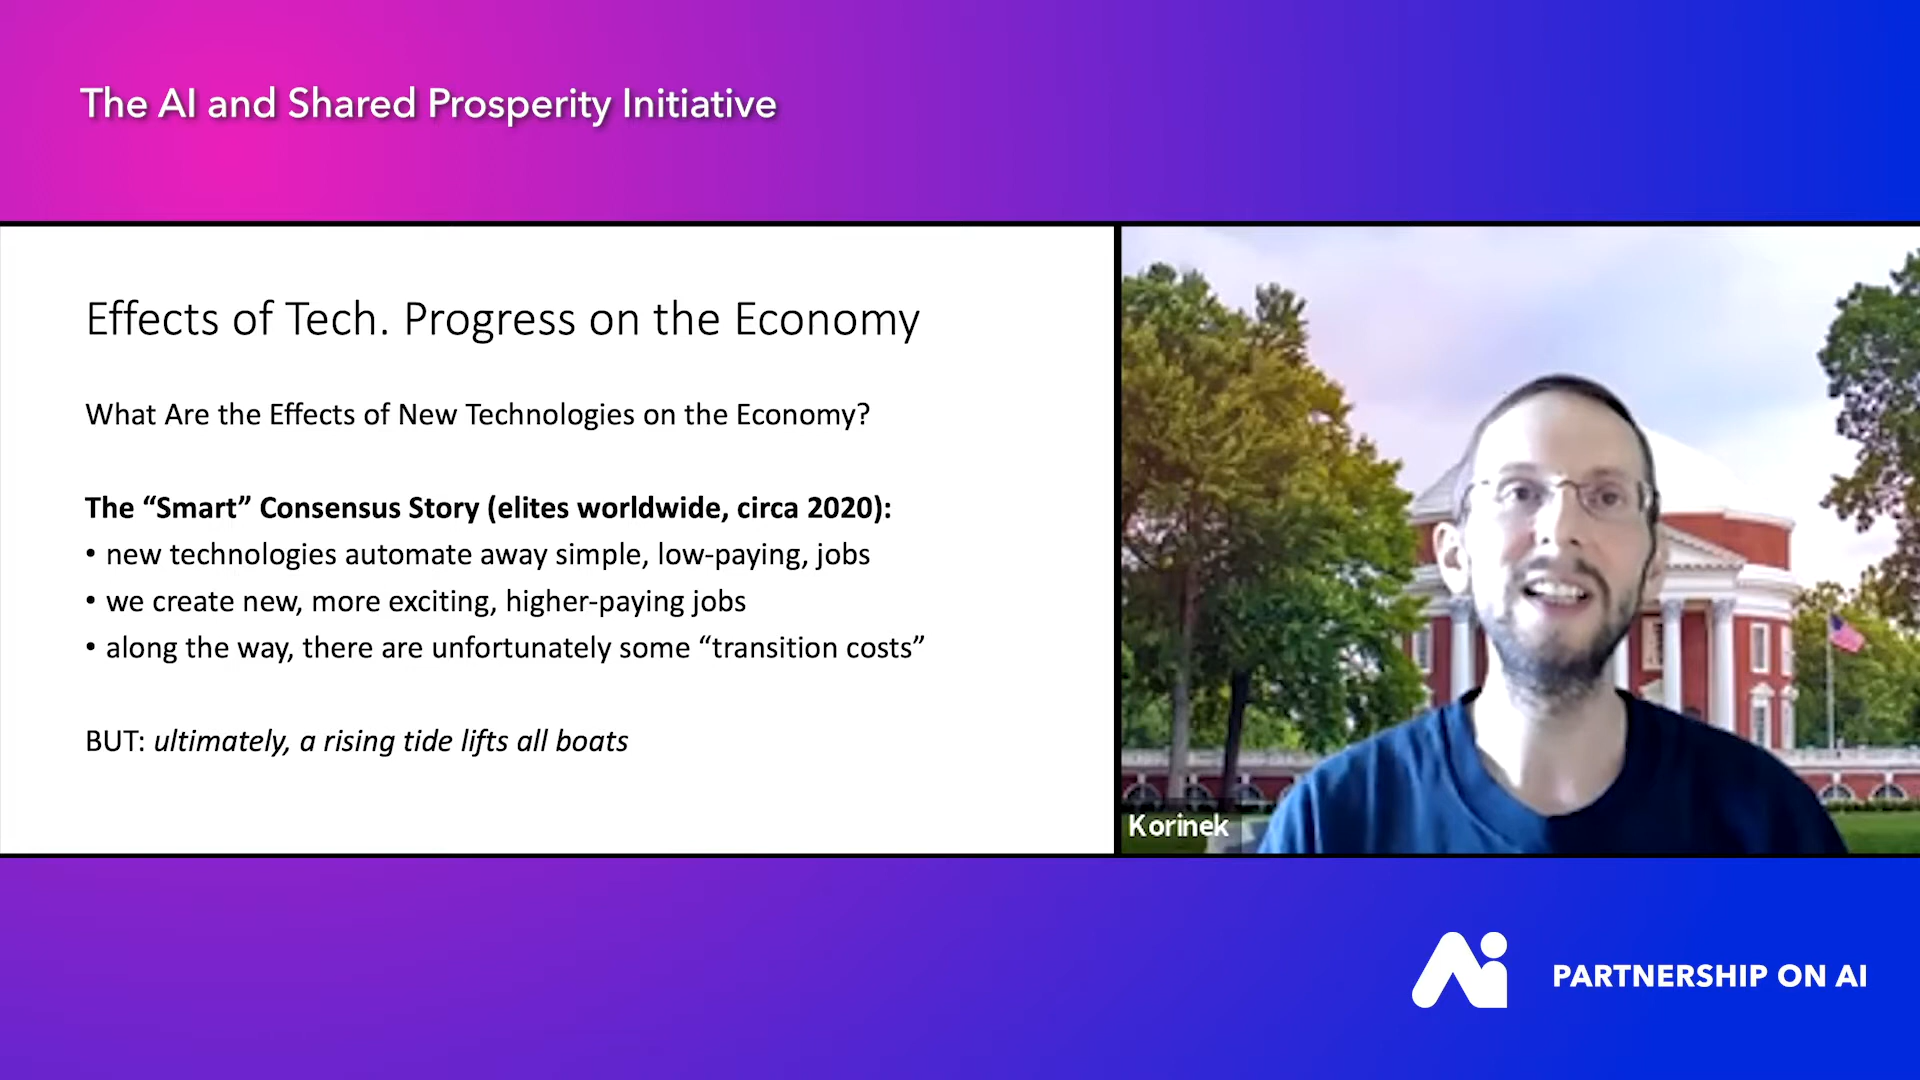 The AI and Shared Prosperity Initiative
Effects of Tech. Progress on the Economy
What Are the Effects of New Technologies on the Economy?
The “Smart” Consensus Story (elites worldwide, circa 2020):
• new technologies automate away simple, low-paying, jobs
• we create new, more exciting, higher-paying jobs
• along the way, there are unfortunately some “transition costs”
BUT: ultimately, a rising tide lifts all boats
Korinek
Ai PARTNERSHIP ON AI